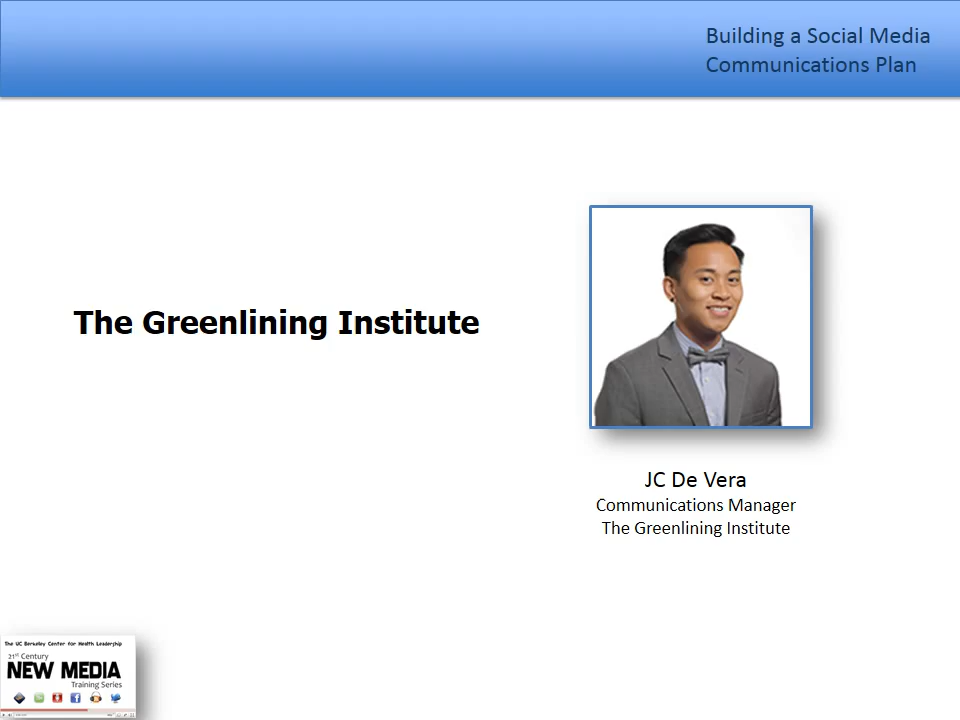 Building a Social Media
Communications Plan
The Greenlining Institute
JC De Vera
Communications Manager
The Greenlining Institute
The UC Berkeley Center for Health Leadership
21st Century
NEW MEDIA
Training Series